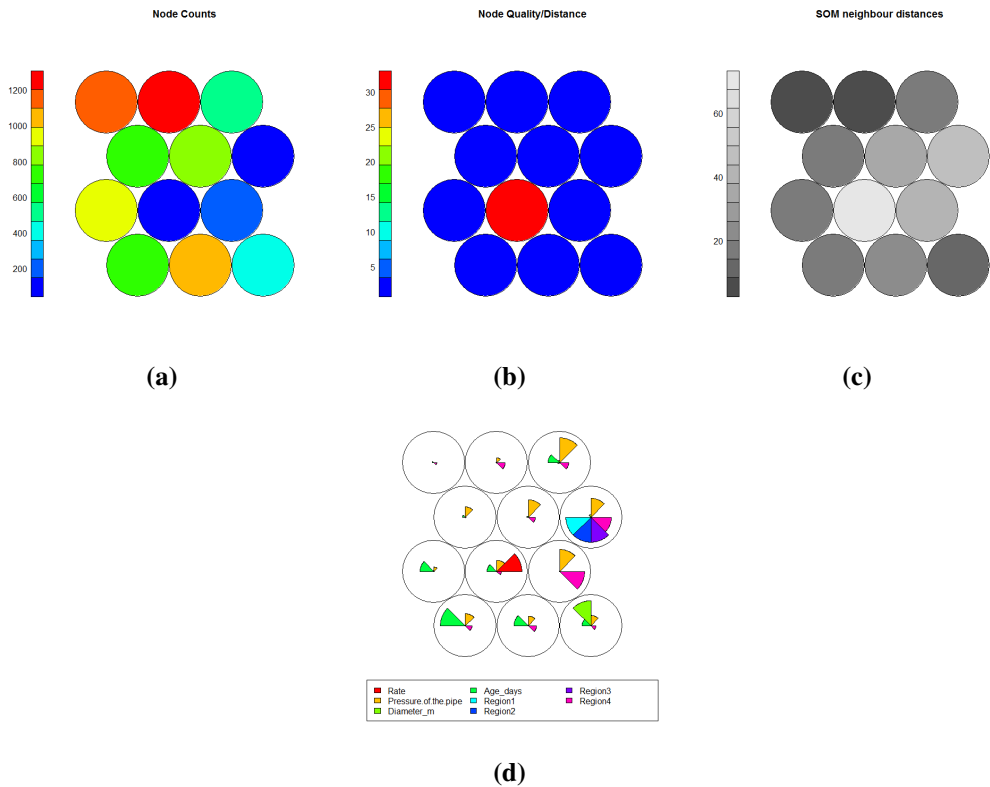 Node Counts
1200
1000
800
600
400
200
(a)
Node Quality/Distance
30
25
20
15
10
5
(b)
SOM neighbour distances
60
40
20
(c)
Rate
Pressure.of.the.pipe
Diameter_m
Age_days
Region1
Region2
Region3
Region4
(d)